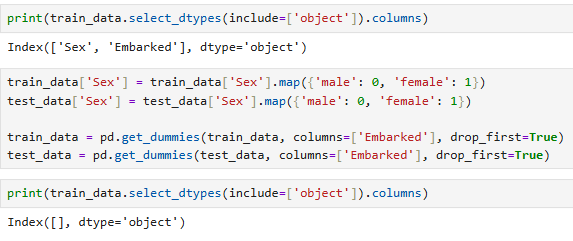 print(train_data.select_dtypes(include=['object']).columns)
Index(['Sex', 'Embarked'], dtype='object')
train_data['Sex'] = train_data['Sex'].map({'male': 0, 'female': 1})
test_data['Sex'] = test_data['Sex'].map({'male': 0, 'female': 1})
train_data = pd.get_dummies(train_data, columns=['Embarked'], drop_first=True)
test_data = pd.get_dummies(test_data, columns=['Embarked'], drop_first=True)
print(train_data.select_dtypes(include=['object']).columns)
Index([], dtype='object')